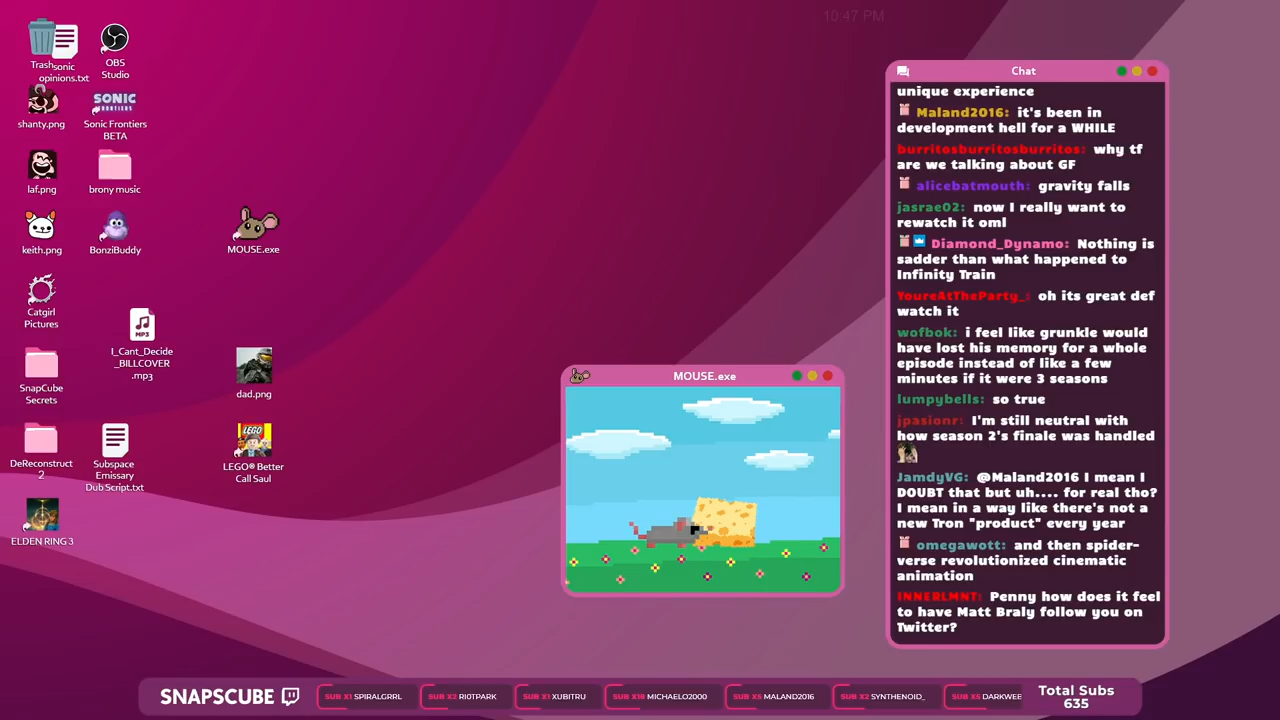 10:47 PM
Trash
sonic
opinions.txt
OBS
Studio
shanty.png
SONIC
FRONTIERS
Sonic Frontiers
BETA
laf.png
brony music
keith.png
BonziBuddy
MOUSE.exe
Catgirl
Pictures
MP3
I_Cant_Decide
_BILLCOVER
.mp3
dad.png
SnapCube
Secrets
DeReconstruct
2
Subspace
Emissary
Dub Script.txt
LEGO
LEGO® Better
Call Saul
ELDEN RING 3
MOUSE.exe
Chat
unique experience
Maland2016: it's been in
development hell for a WHILE
burritosburritosburritos: why tf
are we talking about GF
alicebatmouth: gravity falls
jasrae02: now I really want to
rewatch it oml
Diamond_Dynamo: Nothing is
sadder than what happened to
Infinity Train
YoureAtTheParty_: oh its great def
watch it
wofbok: i feel like grunkle would
have lost his memory for a whole
episode instead of like a few
minutes if it were 3 seasons
lumpybells: so true
jpasionr: I'm still neutral with
how season 2's finale was handled
JamdyVG: @Maland2016 I mean I
DOUBT that but uh.... for real tho?
I mean in a way like there's not a
new Tron "product" every year
omegawott: and then spider-
verse revolutionized cinematic
animation
INNERLMNT: Penny how does it feel
to have Matt Braly follow you on
Twitter?
SNAPSCUBE
SUB X1 SPIRALGRRL
SUB X2 RI0TPARK
SUB X1 XUBITRU
SUB X18 MICHAELO2000
SUB X5 MALAND2016
SUB X2 SYNTHENOID_
SUB X5 DARKWEB
Total Subs
635